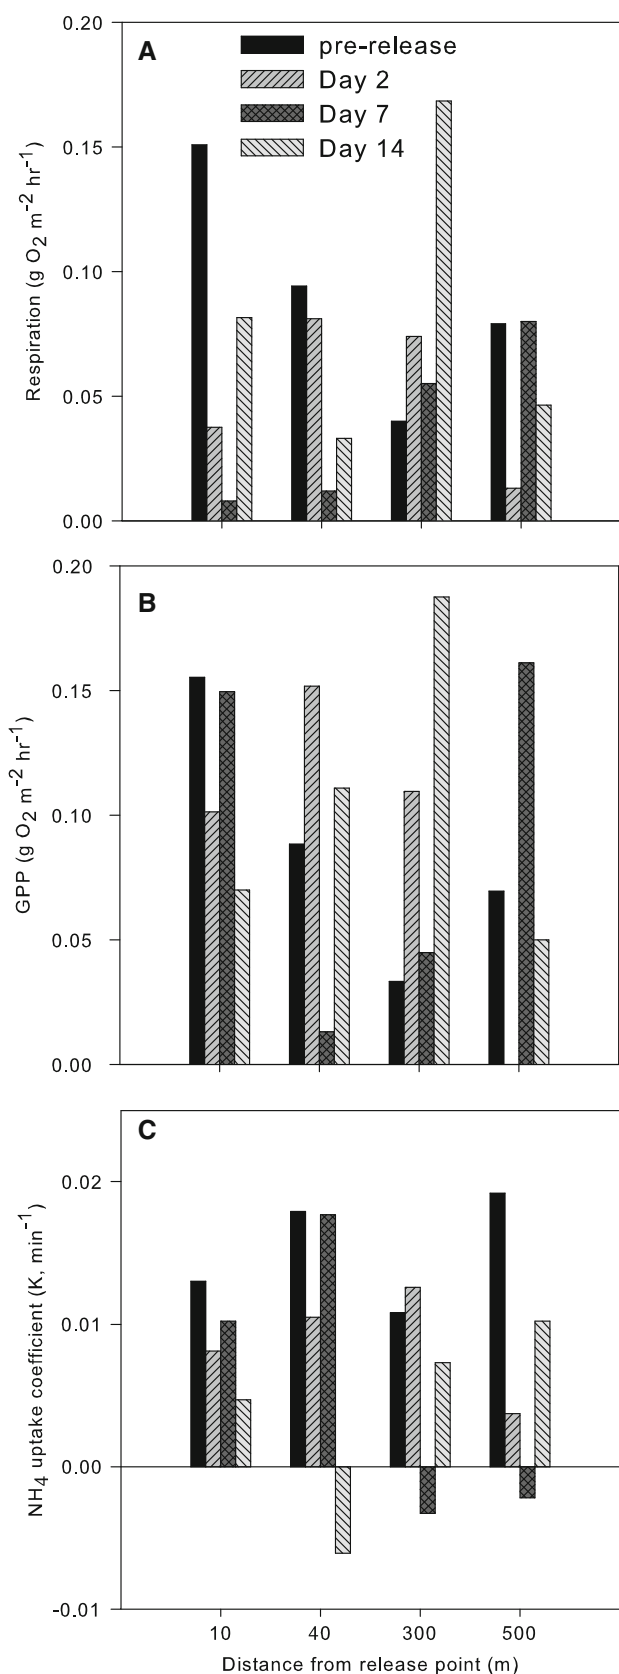 A
pre-release
Day 2
Day 7
Day 14
0.20
0.15
0.10
0.05
0.00
Respiration (g O₂ m⁻² hr⁻¹)
B
0.20
0.15
0.10
0.05
0.00
GPP (g O₂ m⁻² hr⁻¹)
C
0.02
0.01
0.00
-0.01
NH₄ uptake coefficient (K, min⁻¹)
10 40 300 500
Distance from release point (m)